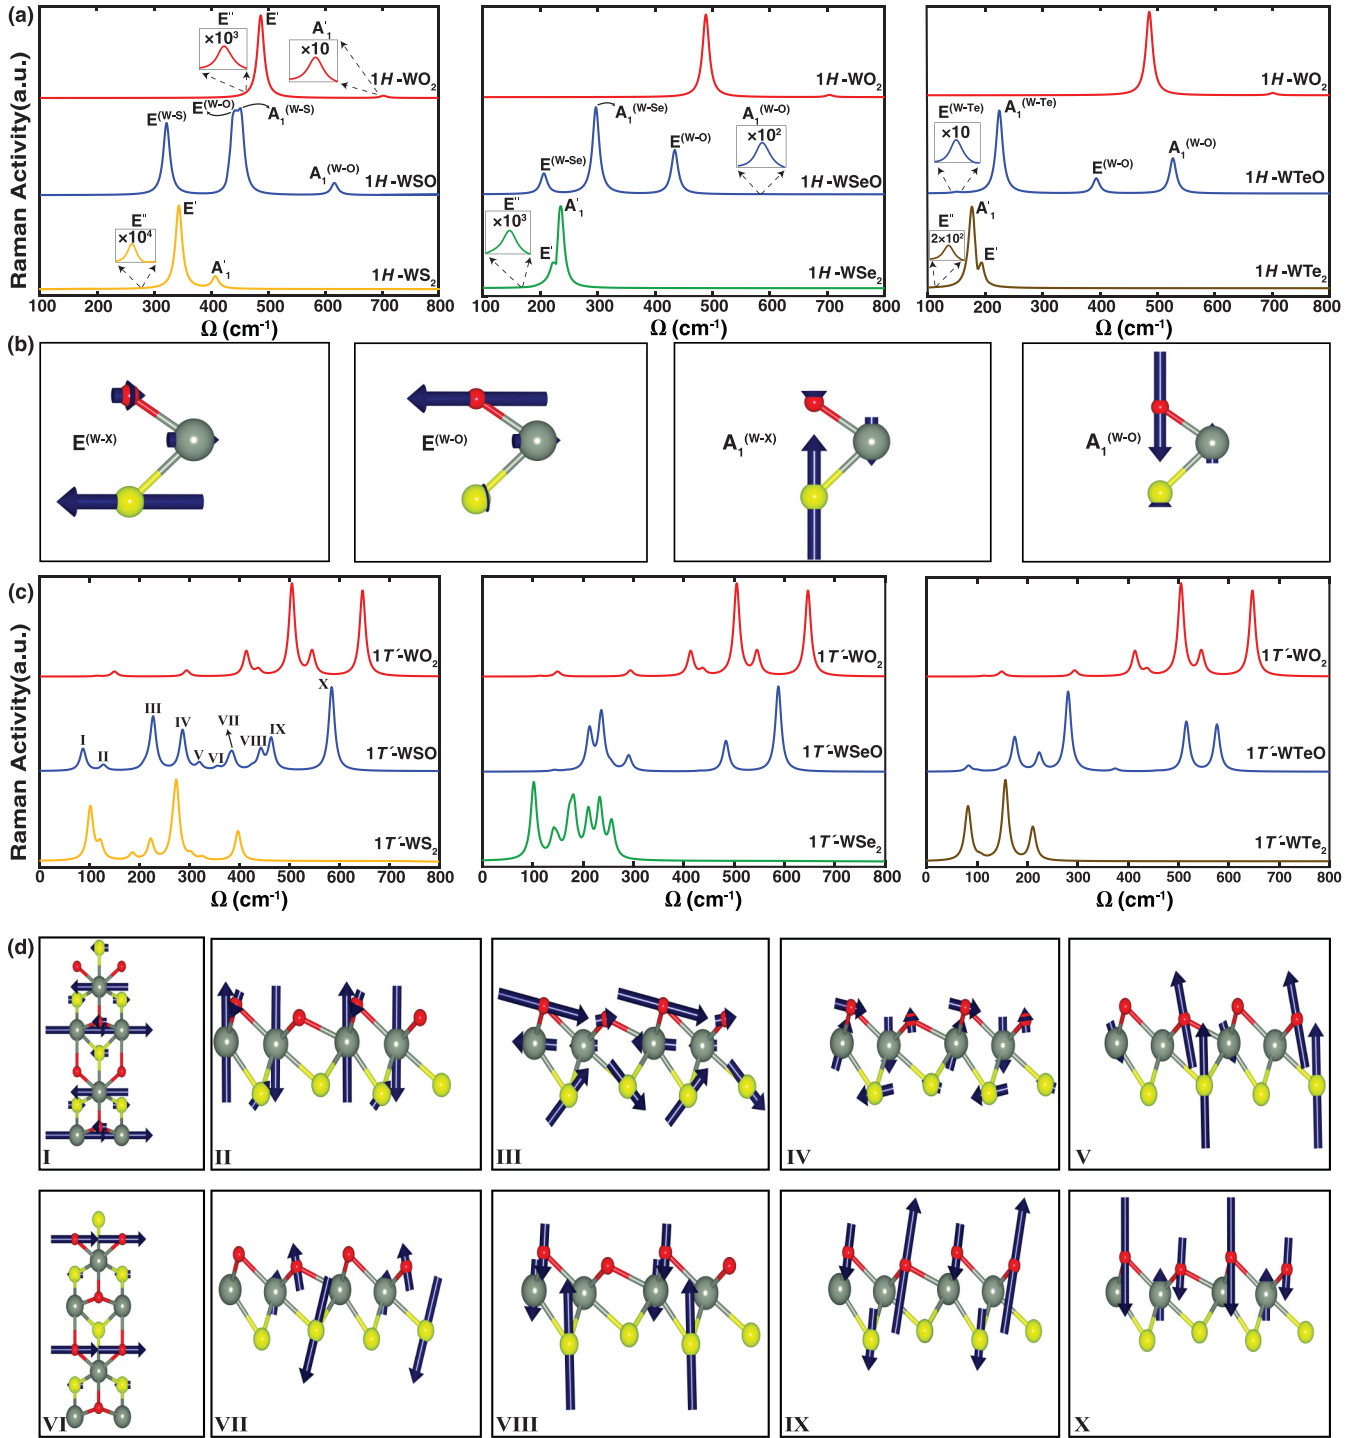 (a)
Raman Activity(a.u.)
E''
×10³
E'
A'₁
×10
1H-WO₂
E(W-S)
E(W-O)
A₁(W-S)
A₁(W-O)
1H-WSO
E''
×10⁴
E'
A'₁
1H-WS₂
100 200 300 400 500 600 700 800
Ω (cm⁻¹)
1H-WO₂
E(W-Se)
A₁(W-Se)
E(W-O)
A₁(W-O)
×10²
1H-WSeO
E''
×10³
E'
A'₁
1H-WSe₂
100 200 300 400 500 600 700 800
Ω (cm⁻¹)
1H-WO₂
E(W-Te)
×10
A₁(W-Te)
E(W-O)
A₁(W-O)
1H-WTeO
E''
2×10²
A'₁
E'
1H-WTe₂
100 200 300 400 500 600 700 800
Ω (cm⁻¹)
(b)
E(W-X)
E(W-O)
A₁(W-X)
A₁(W-O)
(c)
Raman Activity(a.u.)
1T´-WO₂
I
II
III
IV
V
VI
VII
VIII
IX
X
1T´-WSO
1T´-WS₂
0 100 200 300 400 500 600 700 800
Ω (cm⁻¹)
1T´-WO₂
1T´-WSeO
1T´-WSe₂
0 100 200 300 400 500 600 700 800
Ω (cm⁻¹)
1T´-WO₂
1T´-WTeO
1T´-WTe₂
0 100 200 300 400 500 600 700 800
Ω (cm⁻¹)
(d)
I
II
III
IV
V
VI
VII
VIII
IX
X